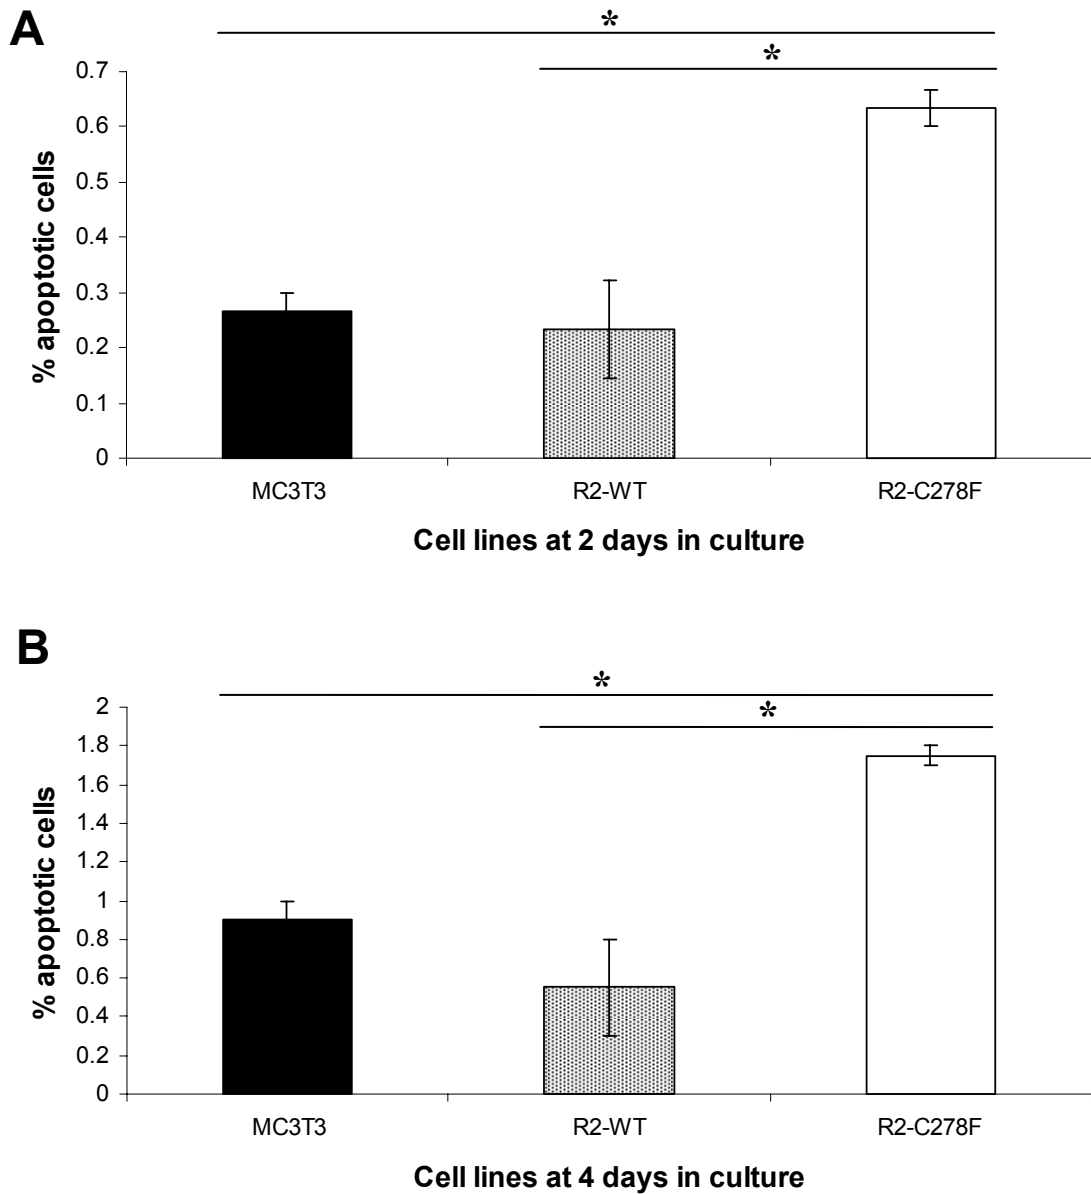 A
*
*
0.7
0.6
0.5
0.4
0.3
0.2
0.1
0
% apoptotic cells
MC3T3 R2-WT R2-C278F
Cell lines at 2 days in culture
B
*
*
2
1.8
1.6
1.4
1.2
1
0.8
0.6
0.4
0.2
0
% apoptotic cells
MC3T3 R2-WT R2-C278F
Cell lines at 4 days in culture